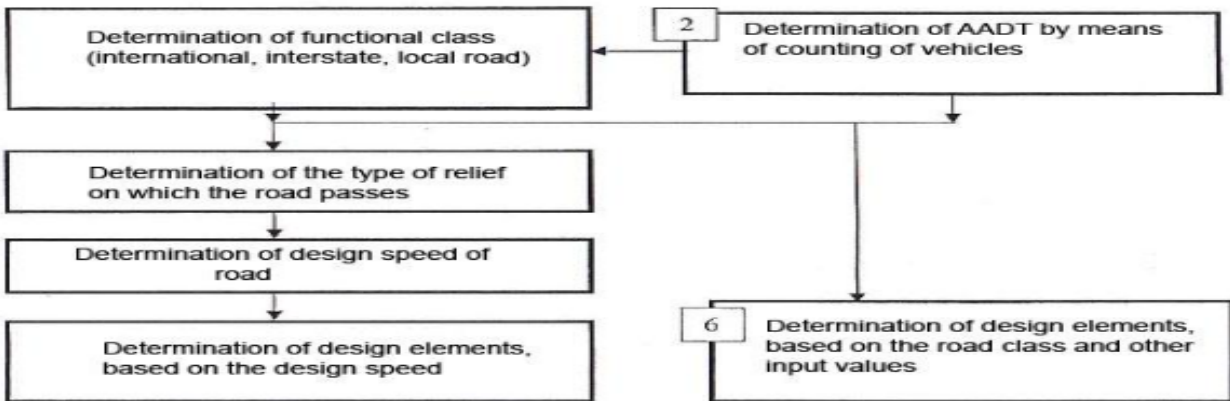 Determination of functional class
(international, interstate, local road)
2
Determination of AADT by means
of counting of vehicles
Determination of the type of relief
on which the road passes
Determination of design speed of
road
Determination of design elements,
based on the design speed
6
Determination of design elements,
based on the road class and other
input values